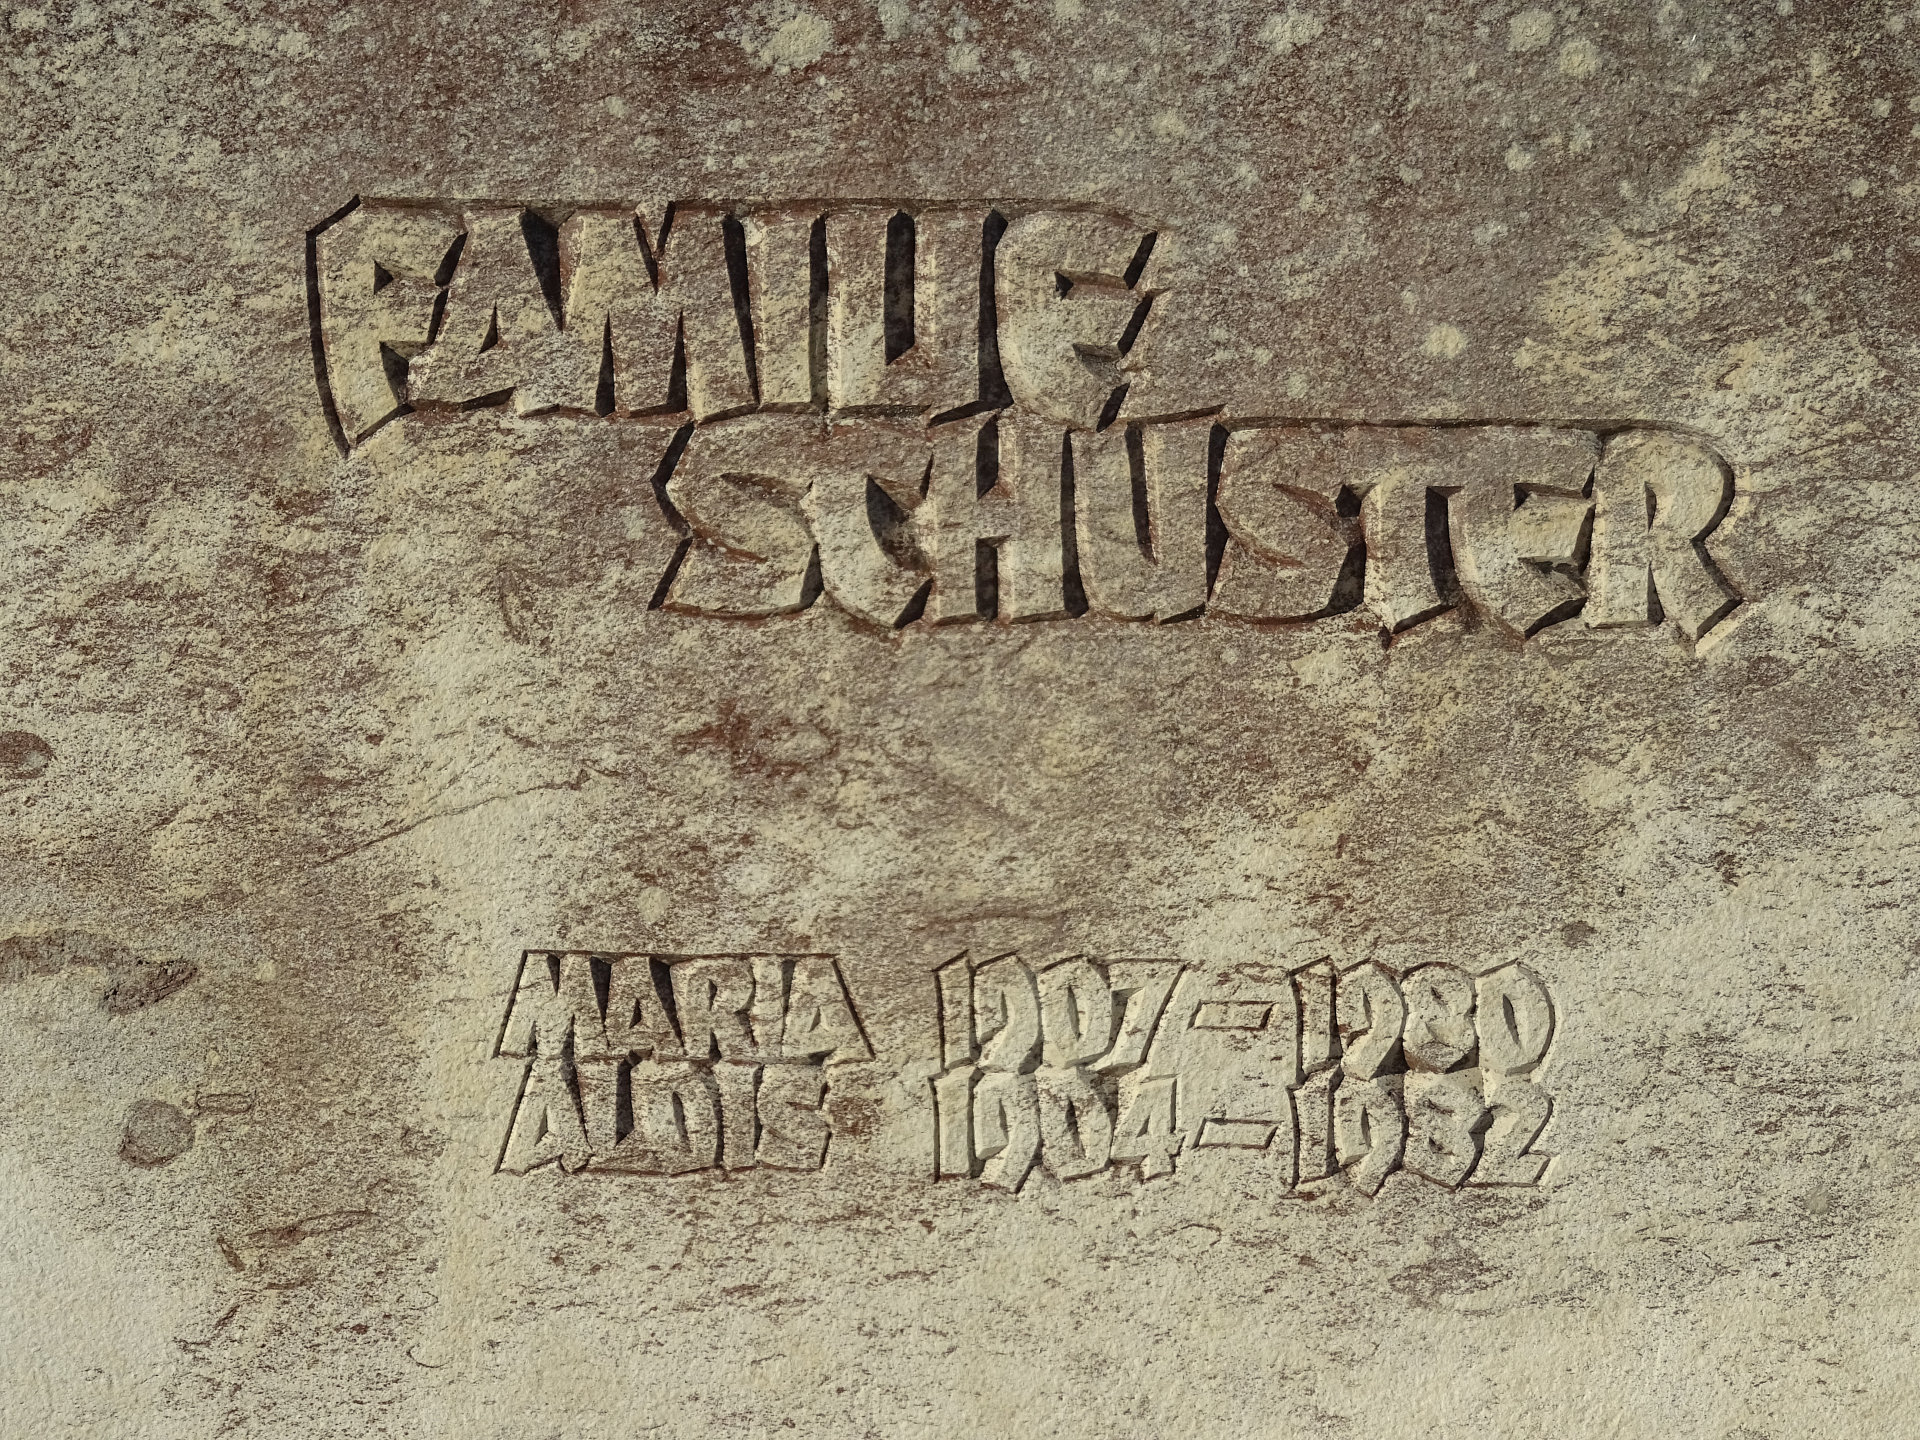 FAMILIE
SCHUSTER
MARIA 1907-1980
ALOIS 1904-1982